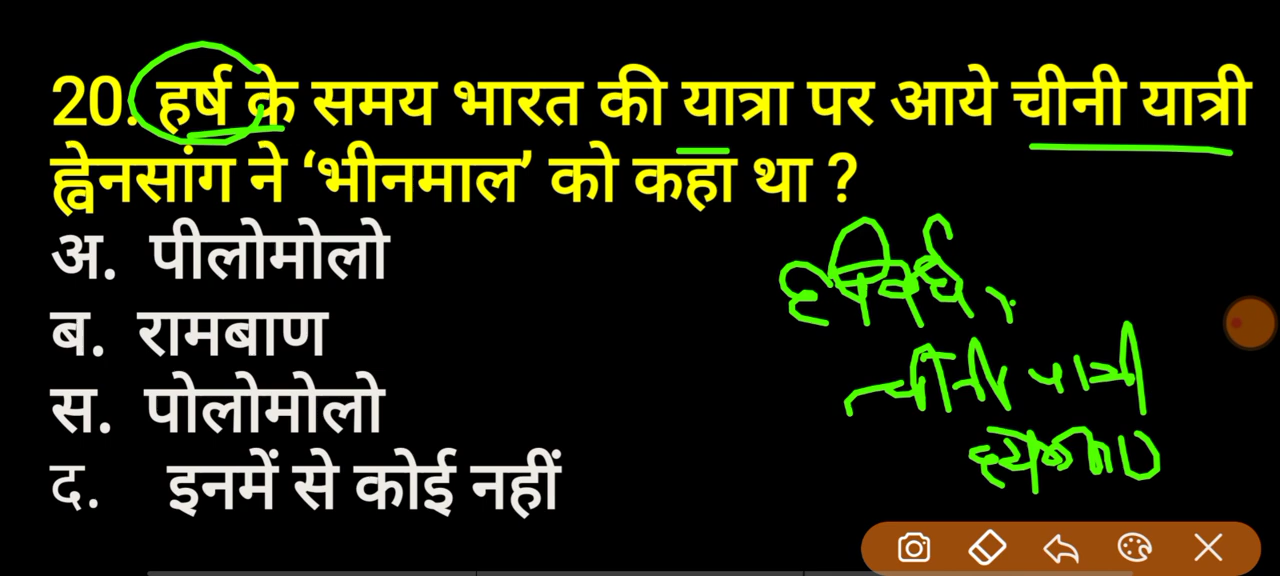 20. हर्ष के समय भारत की यात्रा पर आये चीनी यात्री
ह्वेनसांग ने ‘भीनमाल’ को कहा था ?
अ. पीलोमोलो
ब. रामबाण
स. पोलोमोलो
द. इनमें से कोई नहीं
चीनी यात्री